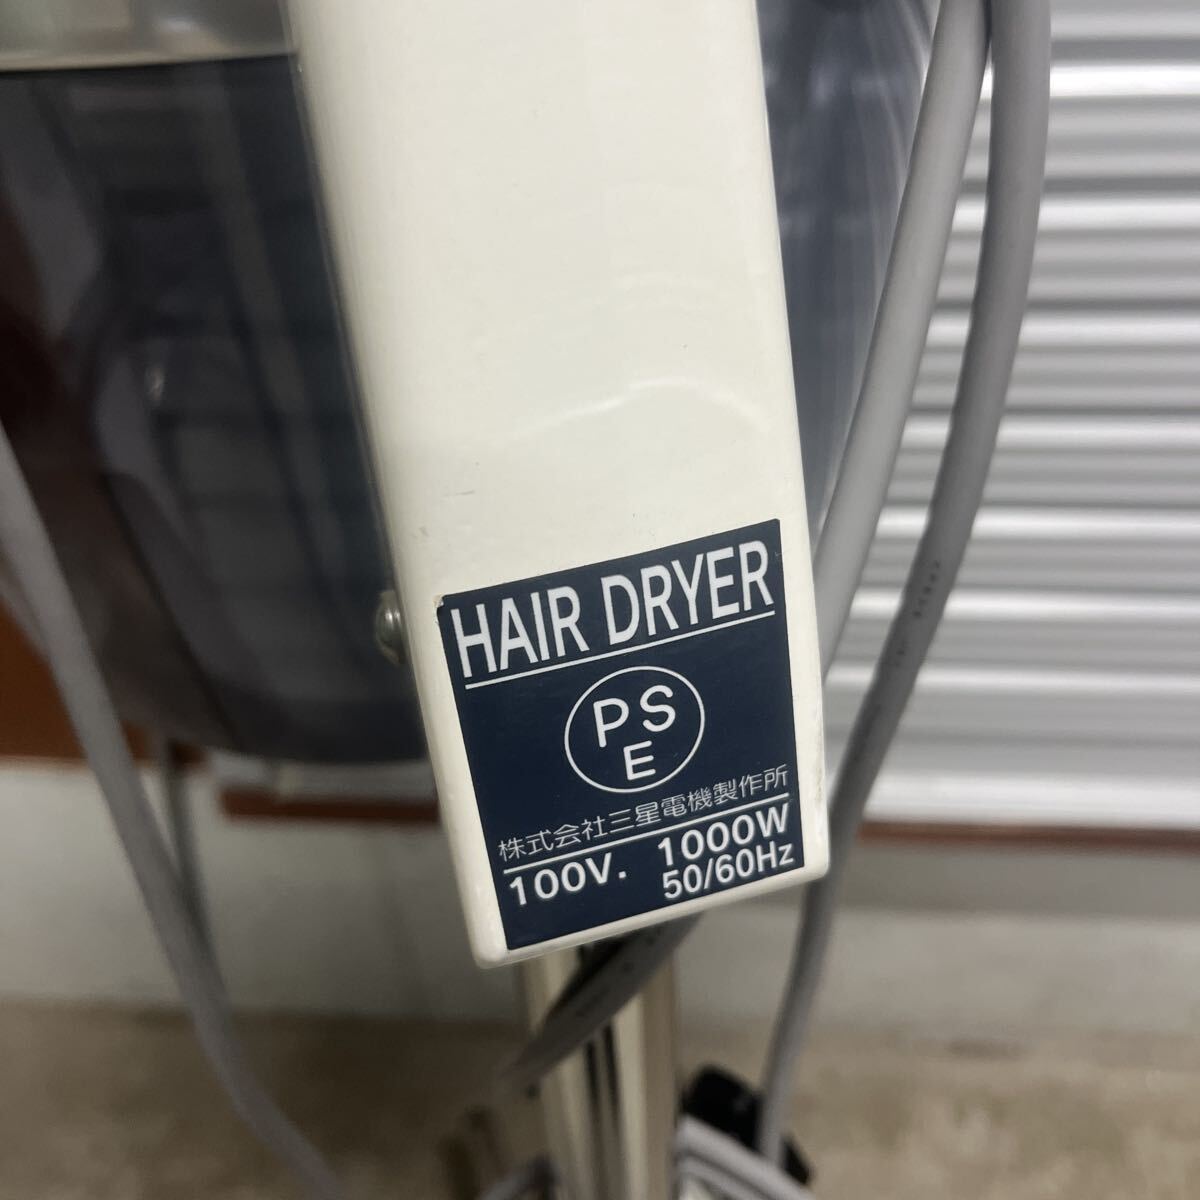 HAIR DRYER
PS
E
株式会社三星電機製作所
100V. 1000W
50/60Hz